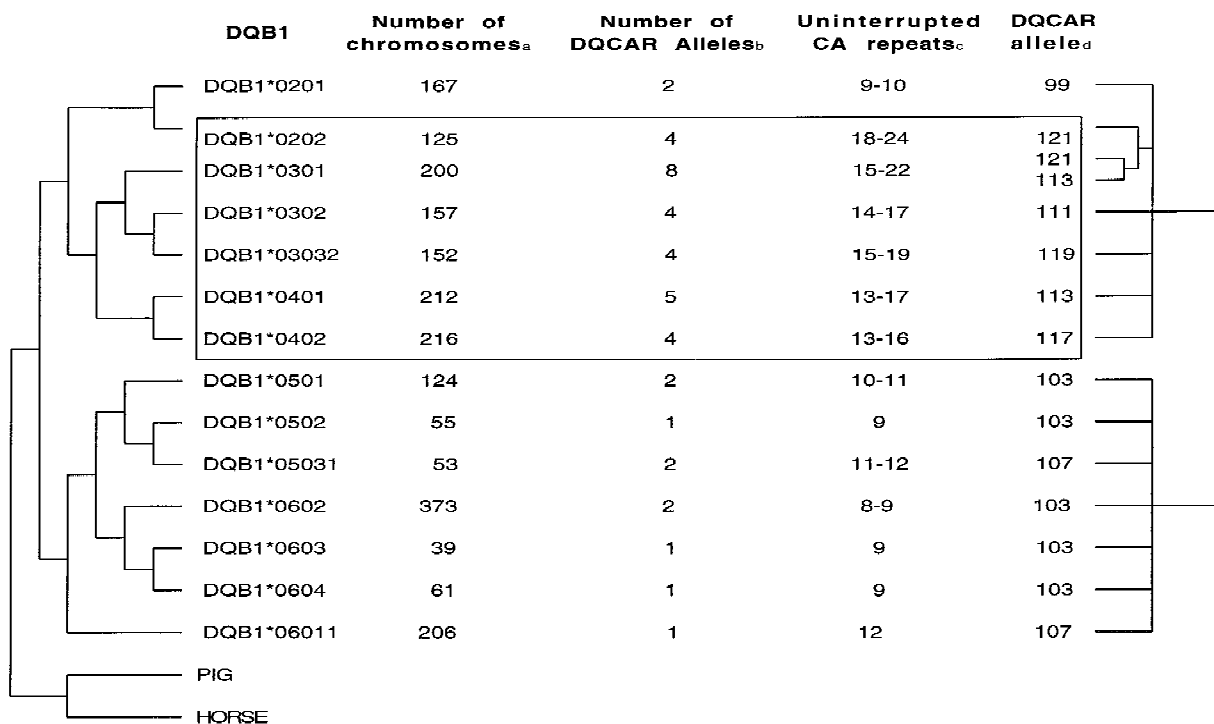 DQB1 Number of chromosomesa Number of DQCAR Allelesb Uninterrupted CA repeatsc DQCAR alleled
DQB1*0201 167 2 9-10 99
DQB1*0202 125 4 18-24 121
DQB1*0301 200 8 15-22 121 113
DQB1*0302 157 4 14-17 111
DQB1*03032 152 4 15-19 119
DQB1*0401 212 5 13-17 113
DQB1*0402 216 4 13-16 117
DQB1*0501 124 2 10-11 103
DQB1*0502 55 1 9 103
DQB1*05031 53 2 11-12 107
DQB1*0602 373 2 8-9 103
DQB1*0603 39 1 9 103
DQB1*0604 61 1 9 103
DQB1*06011 206 1 12 107
PIG
HORSE